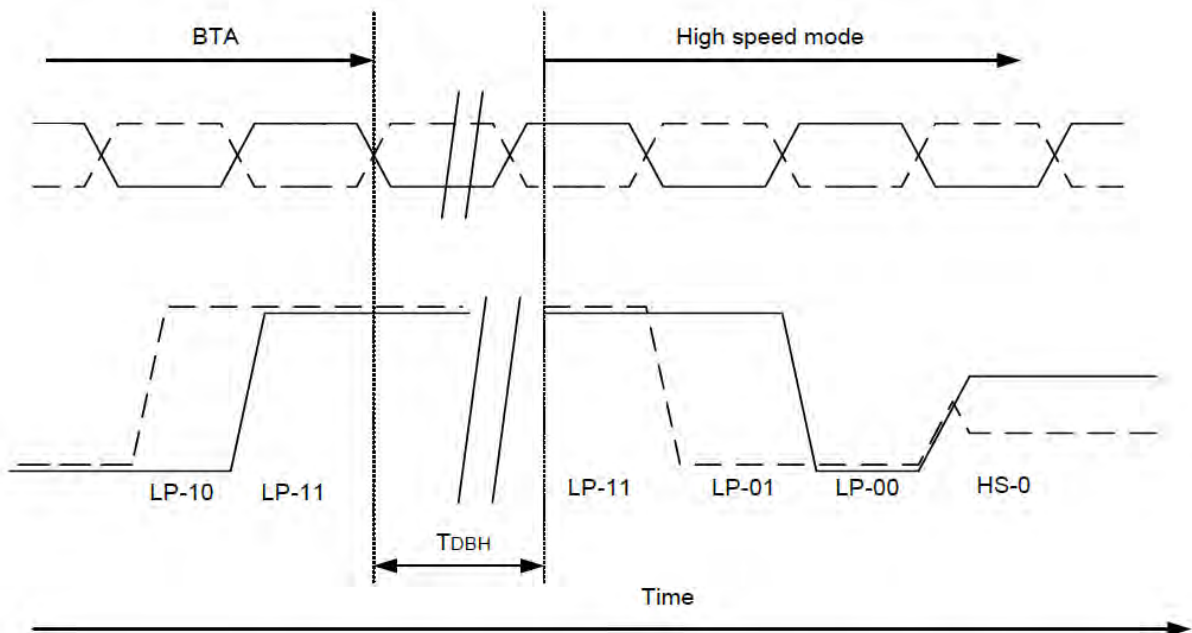 BTA
High speed mode
LP-10
LP-11
LP-11
LP-01
LP-00
HS-0
TDBH
Time